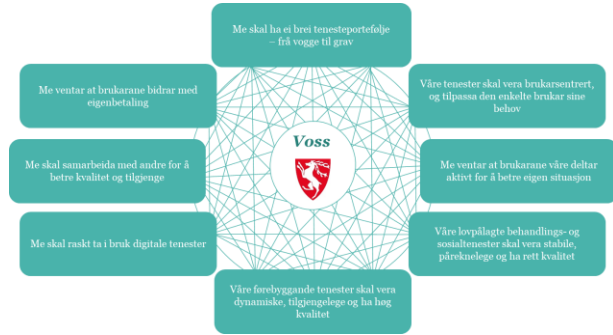 Me skal ha ei brei tenesteportefølje
– frå vogge til grav
Me ventar at brukarane bidrar med
eigenbetaling
Våre tenester skal vera brukarsentrert,
og tilpassa den enkelte brukar sine
behov
Voss
Me skal samarbeida med andre for å
betre kvalitet og tilgjenge
Me ventar at brukarane våre deltar
aktivt for å betre eigen situasjon
Me skal raskt ta i bruk digitale tenester
Våre lovpålagte behandlings- og
sosialtenester skal vera stabile,
påreknelege og ha rett kvalitet
Våre førebyggande tenester skal vera
dynamiske, tilgjengelege og ha høg
kvalitet